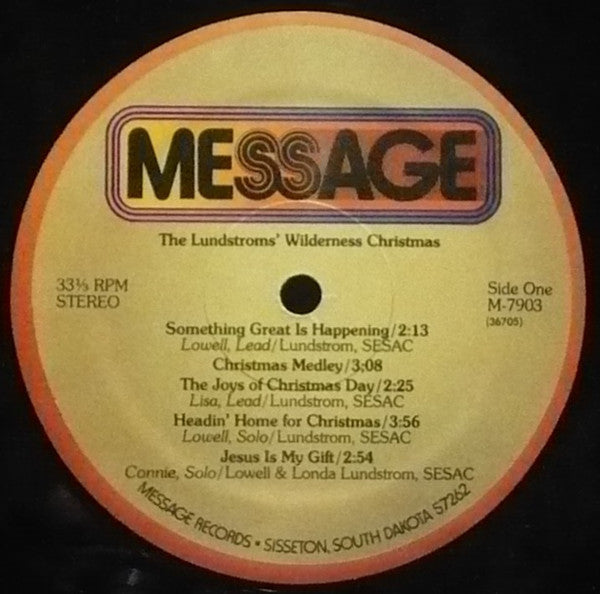 MESSAGE
The Lundstroms' Wilderness Christmas
33⅓ RPM
STEREO
Side One
M-7903
(36705)
Something Great Is Happening/2:13
Lowell, Lead/Lundstrom, SESAC
Christmas Medley/3:08
The Joys of Christmas Day/2:25
Lisa, Lead/Lundstrom, SESAC
Headin' Home for Christmas/3:56
Lowell, Solo/Lundstrom, SESAC
Jesus Is My Gift/2:54
Connie, Solo/Lowell & Londa Lundstrom, SESAC
MESSAGE RECORDS • SISSETON, SOUTH DAKOTA 57262